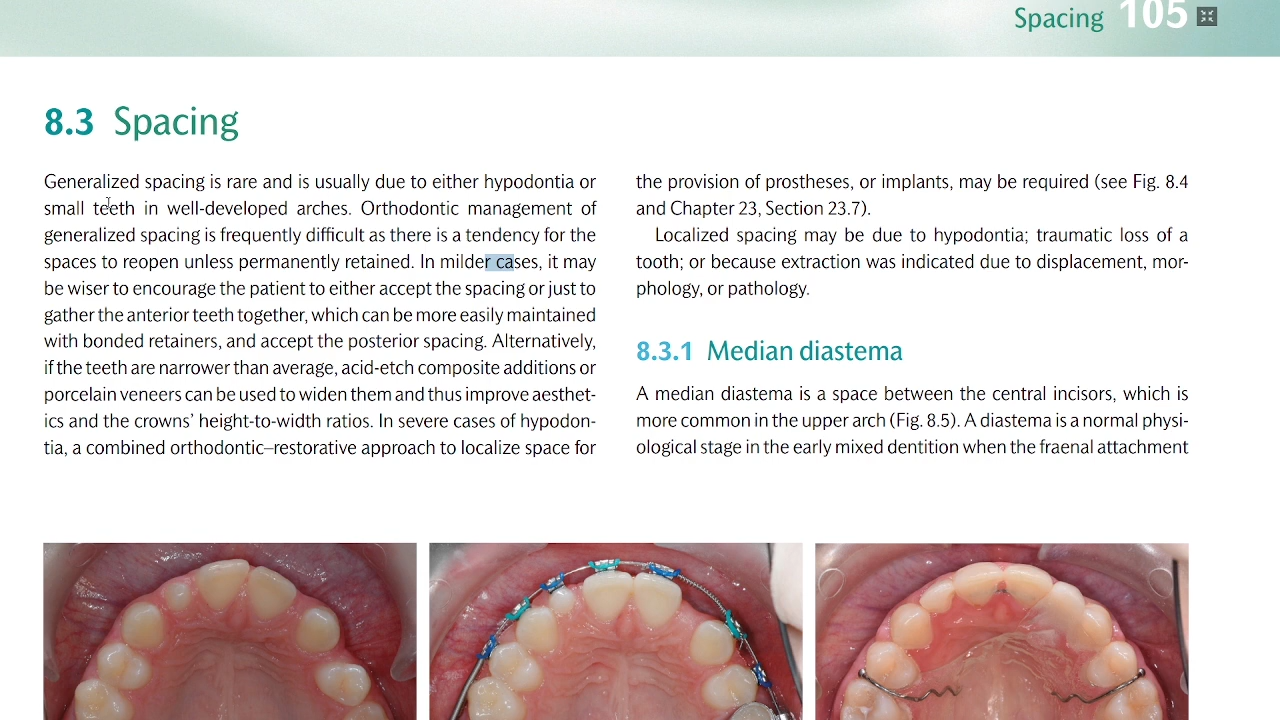 Spacing 105
8.3 Spacing
Generalized spacing is rare and is usually due to either hypodontia or
small teeth in well-developed arches. Orthodontic management of
generalized spacing is frequently difficult as there is a tendency for the
spaces to reopen unless permanently retained. In milder cases, it may
be wiser to encourage the patient to either accept the spacing or just to
gather the anterior teeth together, which can be more easily maintained
with bonded retainers, and accept the posterior spacing. Alternatively,
if the teeth are narrower than average, acid-etch composite additions or
porcelain veneers can be used to widen them and thus improve aesthet-
ics and the crowns’ height-to-width ratios. In severe cases of hypodon-
tia, a combined orthodontic–restorative approach to localize space for
the provision of prostheses, or implants, may be required (see Fig. 8.4
and Chapter 23, Section 23.7).
Localized spacing may be due to hypodontia; traumatic loss of a
tooth; or because extraction was indicated due to displacement, mor-
phology, or pathology.
8.3.1 Median diastema
A median diastema is a space between the central incisors, which is
more common in the upper arch (Fig. 8.5). A diastema is a normal physi-
ological stage in the early mixed dentition when the fraenal attachment